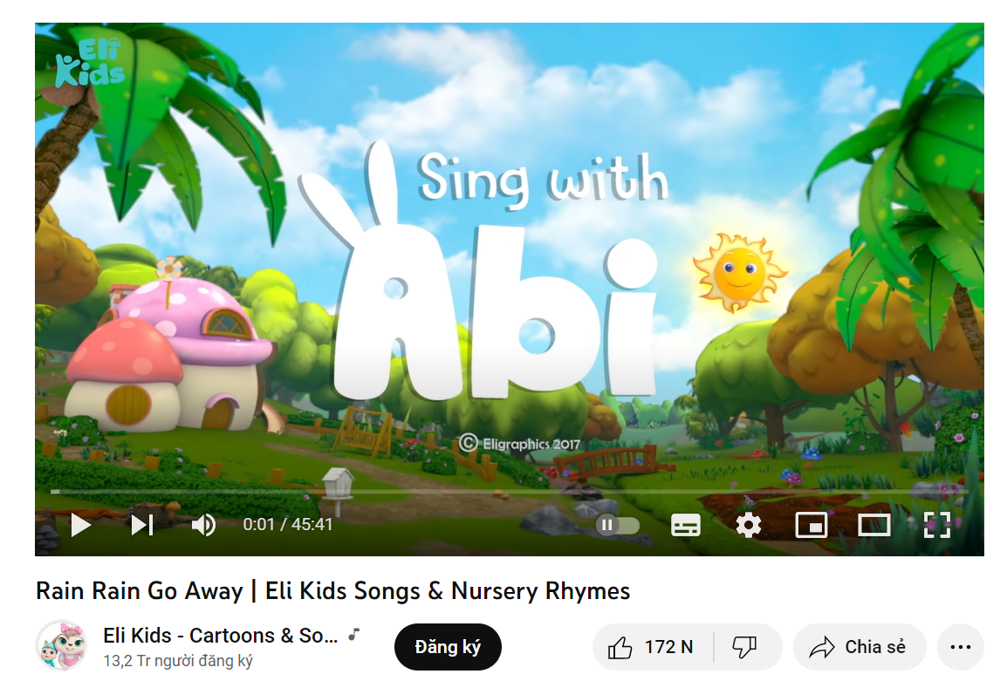 Eli
Kids
Sing with
Abi
© Eligraphics 2017
0:01 / 45:41
Rain Rain Go Away | Eli Kids Songs & Nursery Rhymes
Eli Kids - Cartoons & So...
13,2 Tr người đăng ký
Đăng ký
172 N
Chia sẻ